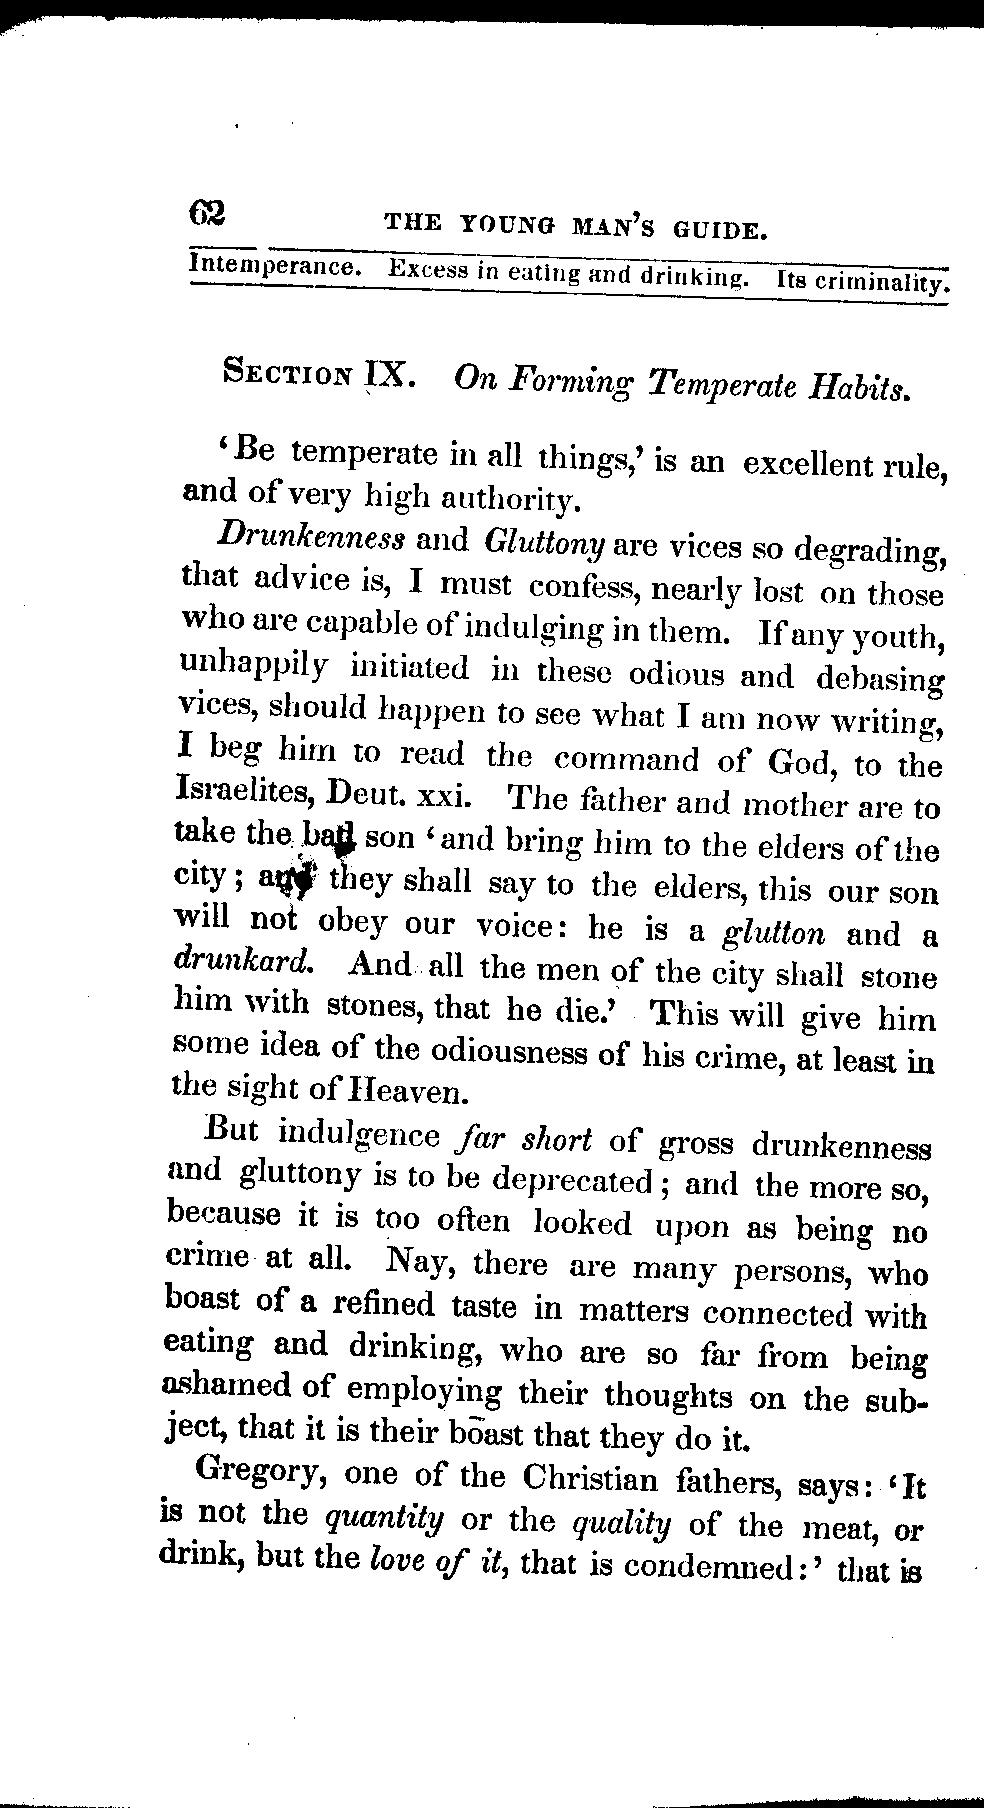 62 THE YOUNG MAN'S GUIDE.
Intemperance. Excess in eating and drinking. Its criminality.
SECTION IX. On Forming Temperate Habits.
‘Be temperate in all things,’ is an excellent rule,
and of very high authority.
Drunkenness and Gluttony are vices so degrading,
that advice is, I must confess, nearly lost on those
who are capable of indulging in them. If any youth,
unhappily initiated in these odious and debasing
vices, should happen to see what I am now writing,
I beg him to read the command of God, to the
Israelites, Deut. xxi. The father and mother are to
take the bad son ‘and bring him to the elders of the
city; and they shall say to the elders, this our son
will not obey our voice: he is a glutton and a
drunkard. And all the men of the city shall stone
him with stones, that he die.’ This will give him
some idea of the odiousness of his crime, at least in
the sight of Heaven.
But indulgence far short of gross drunkenness
and gluttony is to be deprecated; and the more so,
because it is too often looked upon as being no
crime at all. Nay, there are many persons, who
boast of a refined taste in matters connected with
eating and drinking, who are so far from being
ashamed of employing their thoughts on the sub-
ject, that it is their boast that they do it.
Gregory, one of the Christian fathers, says: ‘It
is not the quantity or the quality of the meat, or
drink, but the love of it, that is condemned:’ that is